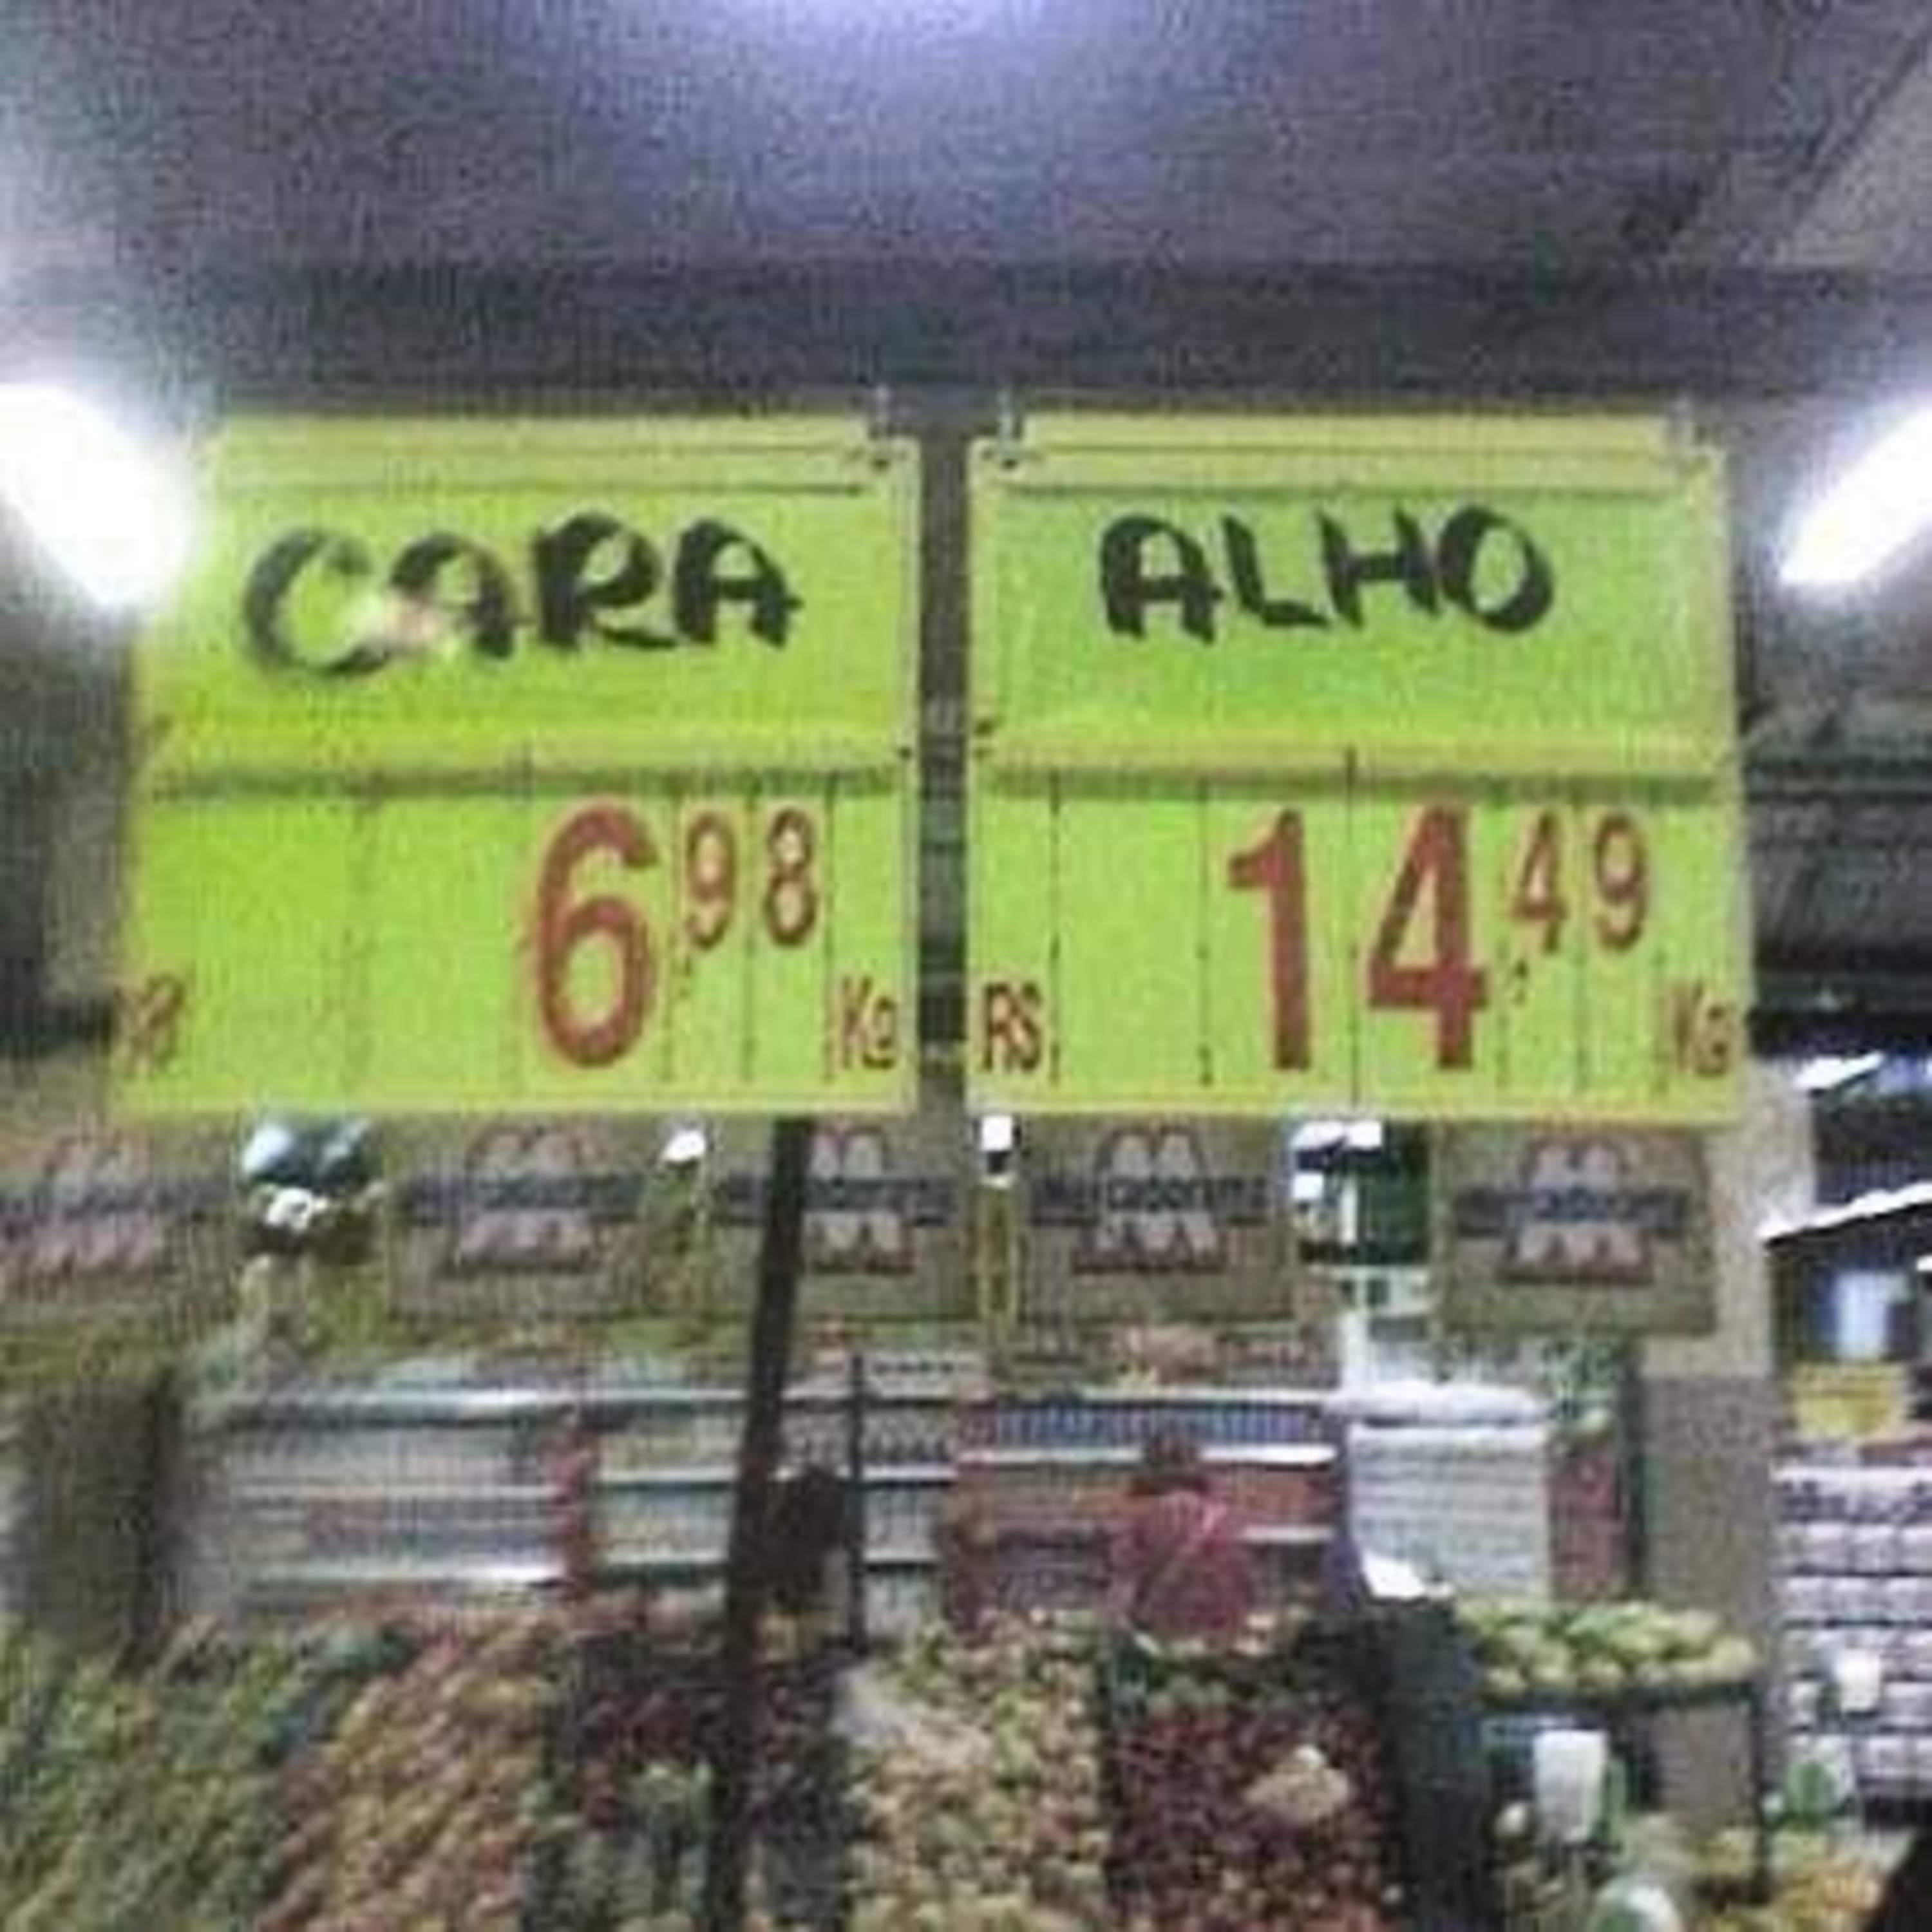 CARA
ALHO
6,98 Kg
R$ 14,49 Kg